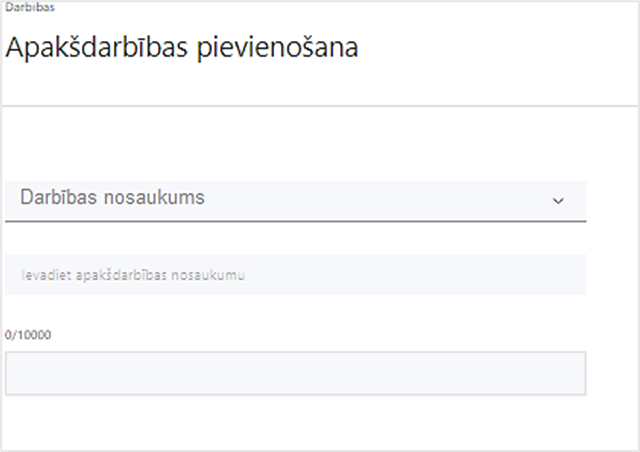 Darbības
Apakšdarbības pievienošana
Darbības nosaukums
Ievadiet apakšdarbības nosaukumu
0/10000